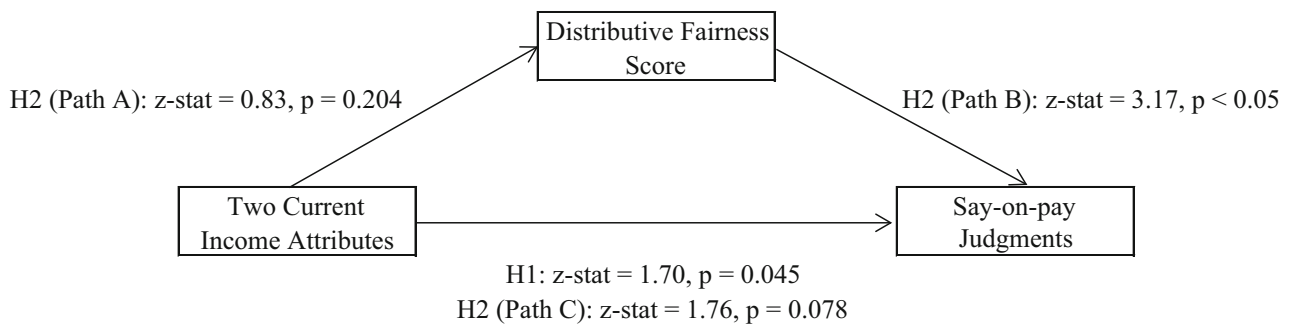 Distributive Fairness
Score
H2 (Path A): z-stat = 0.83, p = 0.204
H2 (Path B): z-stat = 3.17, p < 0.05
Two Current
Income Attributes
Say-on-pay
Judgments
H1: z-stat = 1.70, p = 0.045
H2 (Path C): z-stat = 1.76, p = 0.078